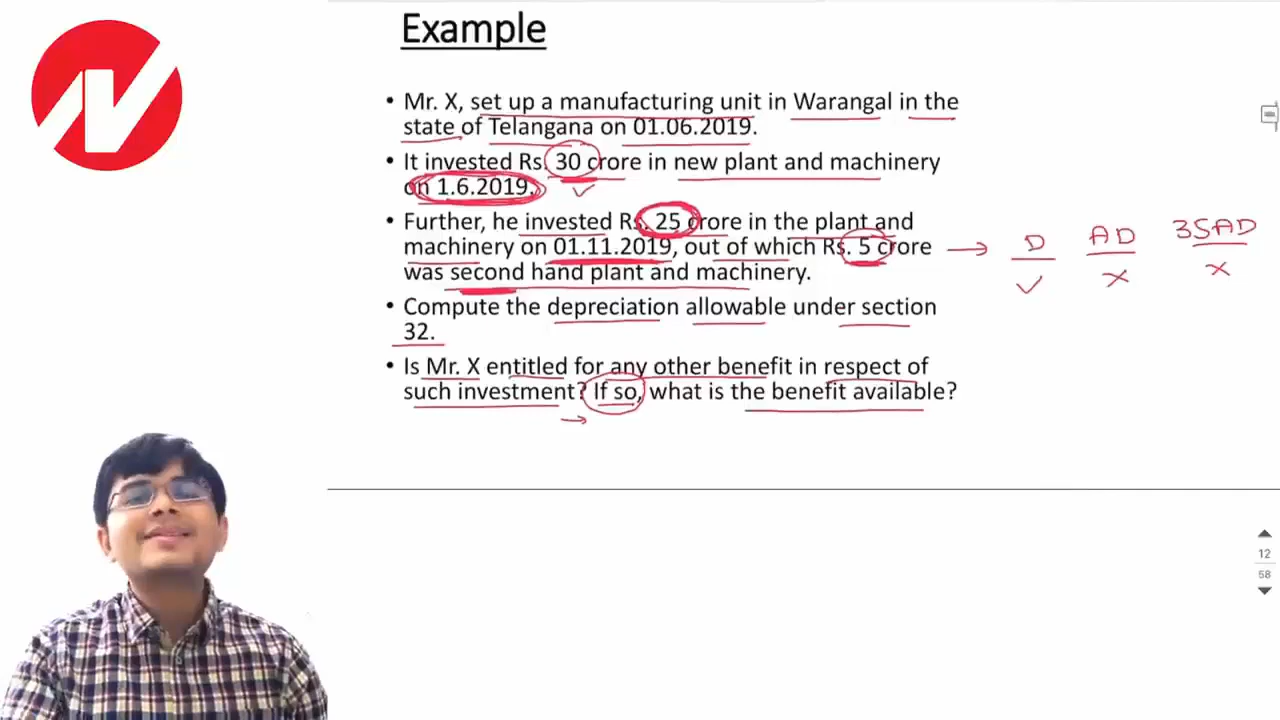 Example
• Mr. X, set up a manufacturing unit in Warangal in the
state of Telangana on 01.06.2019.
• It invested Rs. 30 crore in new plant and machinery
on 1.6.2019.
• Further, he invested Rs. 25 crore in the plant and
machinery on 01.11.2019, out of which Rs. 5 crore
was second hand plant and machinery.
D AD 35AD
• Compute the depreciation allowable under section
32.
• Is Mr. X entitled for any other benefit in respect of
such investment? If so, what is the benefit available?
12
58